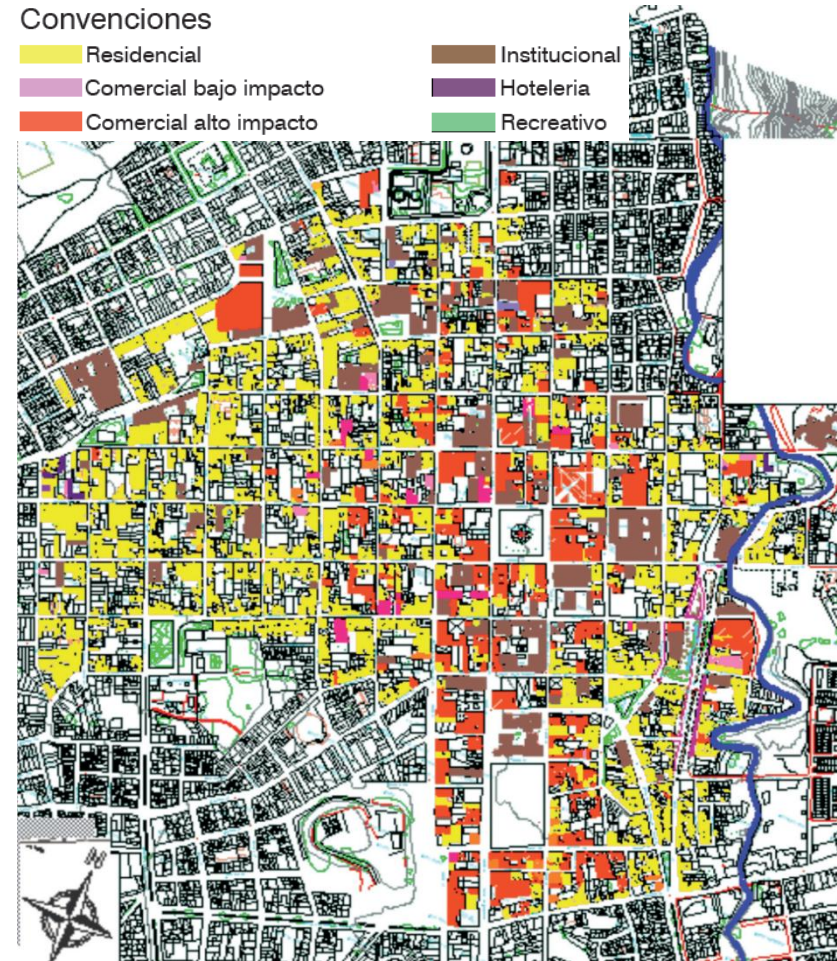 Convenciones
Residencial
Comercial bajo impacto
Comercial alto impacto
Institucional
Hoteleria
Recreativo
N